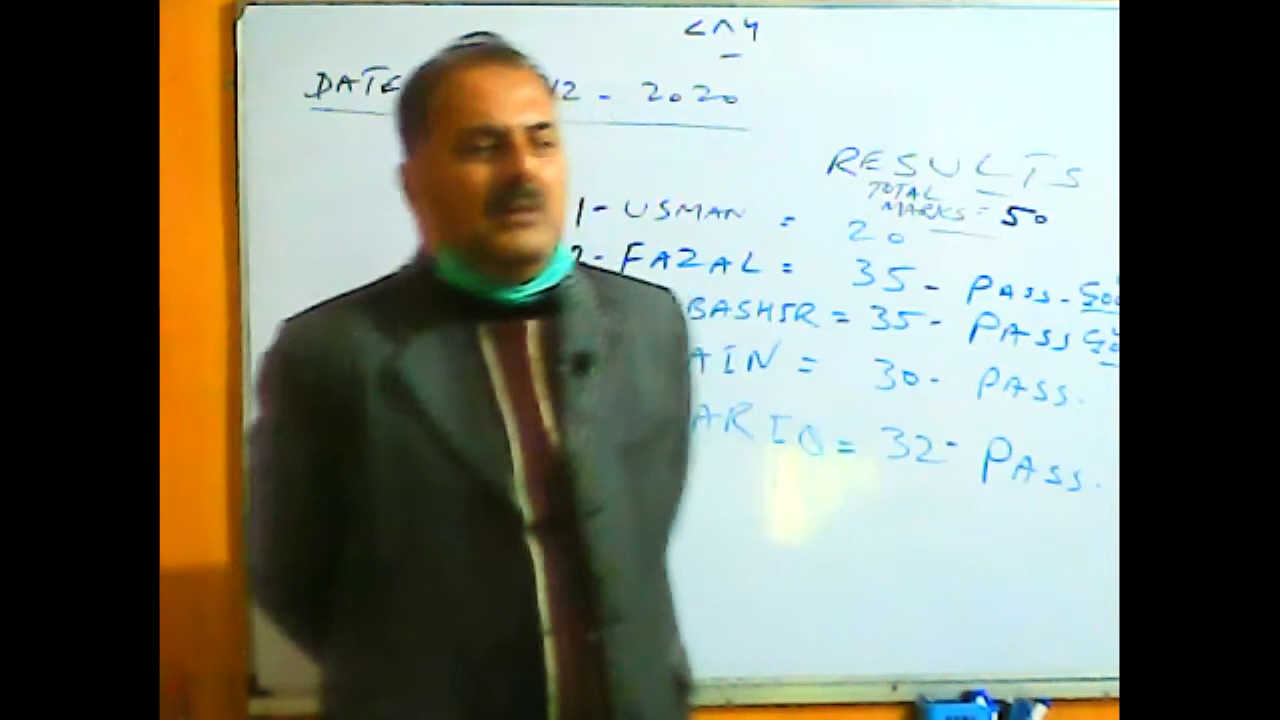 DATE 12 - 2020
RESULTS
TOTAL
MARKS = 50
1 - USMAN = 20
2 - FAZAL = 35 - PASS -
BASHIR = 35 - PASS
AIN = 30 - PASS.
ARIQ = 32 - PASS.